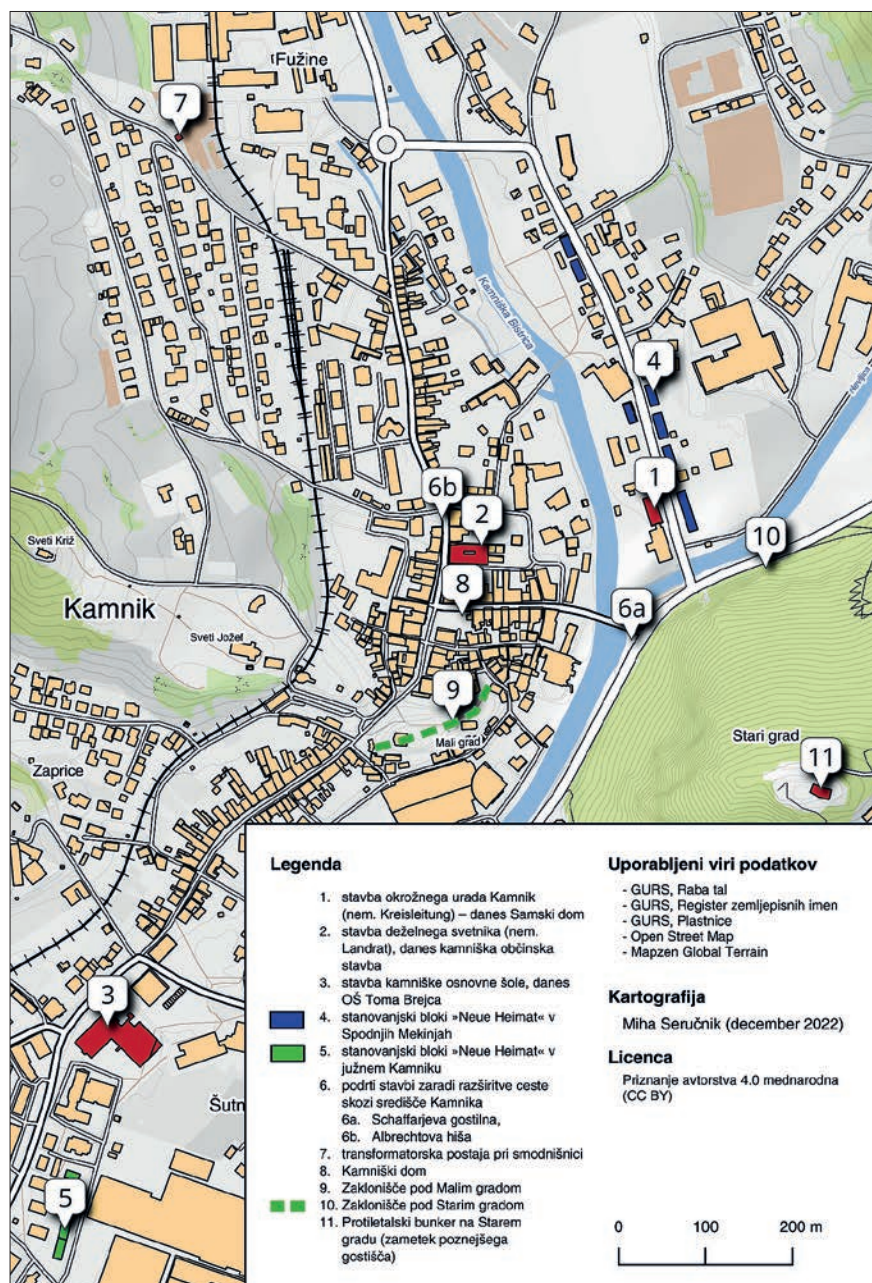 Fužine
7
Kamniška Bistrica
4
1
6b
2
10
Sveti Križ
8
6a
Kamnik
Sveti Jožef
9
Mali grad
Stari grad
Zaprice
11
3
Šutn
5
Legenda
1. stavba okrožnega urada Kamnik
(nem. Kreisleitung) – danes Samski dom
2. stavba deželnega svetnika (nem.
Landrat), danes kamniška občinska
stavba
3. stavba kamniške osnovne šole, danes
OŠ Toma Brejca
4. stanovanjski bloki »Neue Heimat« v
Spodnjih Mekinjah
5. stanovanjski bloki »Neue Heimat« v
južnem Kamniku
6. podrti stavbi zaradi razširitve ceste
skozi središče Kamnika
6a. Schaffarjeva gostilna,
6b. Albrechtova hiša
7. transformatorska postaja pri smodnišnici
8. Kamniški dom
9. Zaklonišče pod Malim gradom
10. Zaklonišče pod Starim gradom
11. Protiletalski bunker na Starem
gradu (zametek poznejšega
gostišča)
Uporabljeni viri podatkov
- GURS, Raba tal
- GURS, Register zemljepisnih imen
- GURS, Plastnice
- Open Street Map
- Mapzen Global Terrain
Kartografija
Miha Seručnik (december 2022)
Licenca
Priznanje avtorstva 4.0 mednarodna
(CC BY)
0 100 200 m